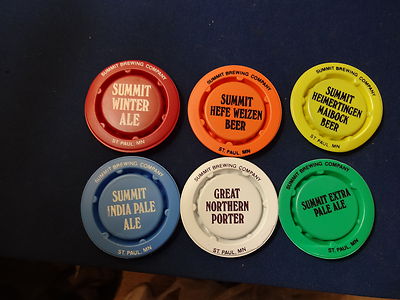 SUMMIT BREWING COMPANY
SUMMIT
WINTER
ALE
ST. PAUL, MN
SUMMIT BREWING COMPANY
SUMMIT
HEFE WEIZEN
BEER
ST. PAUL, MN
SUMMIT BREWING COMPANY
SUMMIT
HEIMERTINGEN
MAIBOCK
BEER
ST. PAUL, MN
SUMMIT BREWING COMPANY
SUMMIT
INDIA PALE
ALE
ST. PAUL, MN
SUMMIT BREWING COMPANY
GREAT
NORTHERN
PORTER
ST. PAUL, MN
SUMMIT BREWING COMPANY
SUMMIT EXTRA
PALE ALE
ST. PAUL, MN